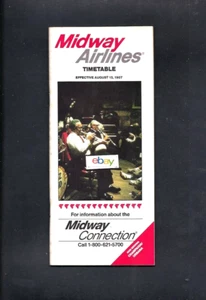 Midway
Airlines®
TIMETABLE
EFFECTIVE AUGUST 15, 1987
ebay
For information about the
Midway
Connection®
Call 1-800-621-5700